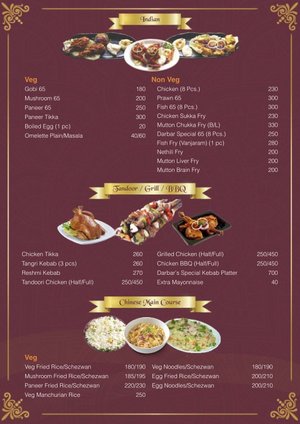 Indian
Veg
Gobi 65 180
Mushroom 65 200
Paneer 65 250
Paneer Tikka 300
Boiled Egg (1 pc) 20
Omelette Plain/Masala 40/60
Non Veg
Chicken (8 Pcs.) 230
Prawn 65 300
Fish 65 (8 Pcs.) 300
Chicken Sukka Fry 230
Mutton Chukka Fry (B/L) 330
Darbar Special 65 (8 Pcs.) 250
Fish Fry (Vanjaram) (1 pc) 280
Nethili Fry 200
Mutton Liver Fry 200
Mutton Brain Fry 200
Tandoor / Grill / BBQ
Chicken Tikka 260
Tangri Kebab (3 pcs) 260
Reshmi Kebab 270
Tandoori Chicken (Half/Full) 250/450
Grilled Chicken (Half/Full) 250/450
Chicken BBQ (Half/Full) 250/450
Darbar's Special Kebab Platter 700
Extra Mayonnaise 40
Chinese Main Course
Veg
Veg Fried Rice/Schezwan 180/190
Mushroom Fried Rice/Schezwan 185/195
Paneer Fried Rice/Schezwan 220/230
Veg Manchurian Rice 250
Veg Noodles/Schezwan 180/190
Egg Fried Rice/Schezwan 200/210
Egg Noodles/Schezwan 200/210